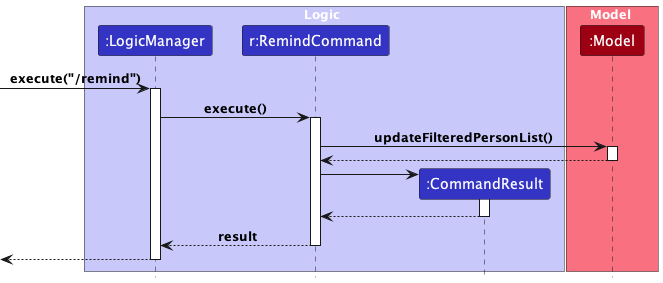 Logic
Model
:LogicManager
r:RemindCommand
:Model
execute("/remind")
execute()
updateFilteredPersonList()
:CommandResult
result